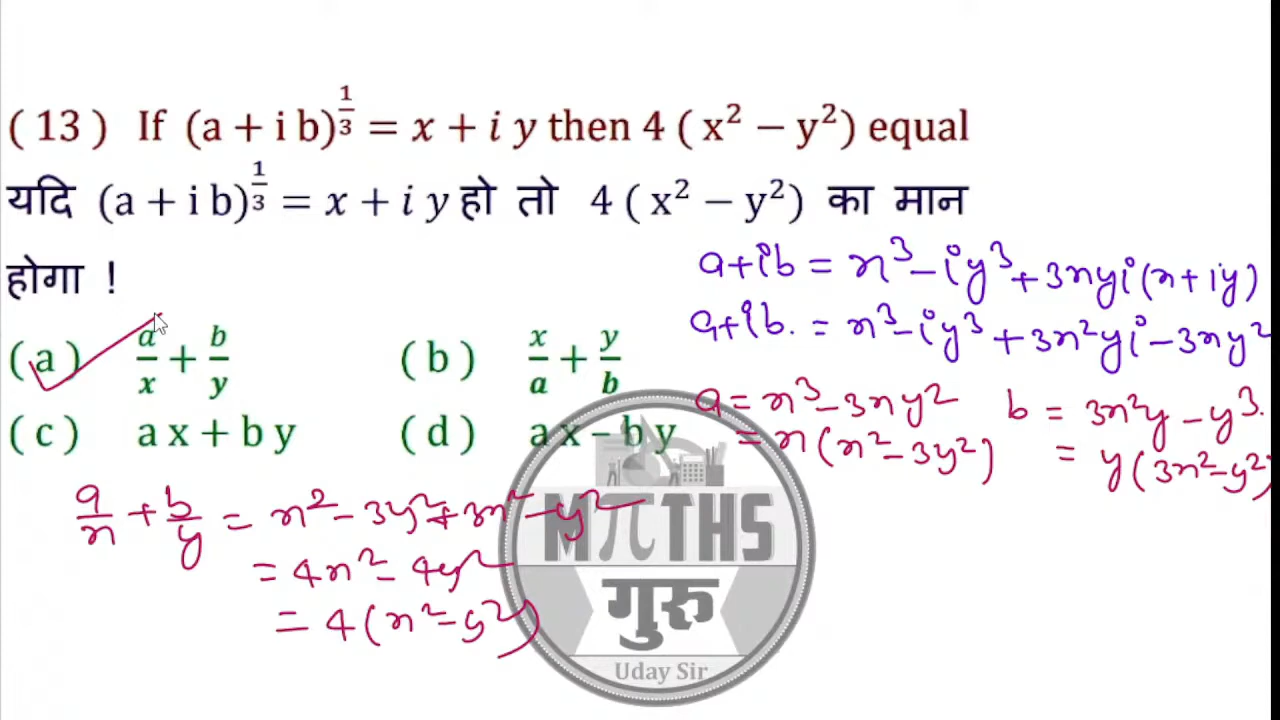 ( 13 ) If (a + i b)^{1/3} = x + i y then 4 ( x² − y²) equal
यदि (a + i b)^{1/3} = x + i y हो तो 4 ( x² − y²) का मान
होगा !
( a ) a/x + b/y ( b ) x/a + y/b
( c ) a x + b y ( d ) a x − b y
a+ib = x³ - iy³ + 3xyi(x + iy)
a+ib. = x³ - iy³ + 3x²yi - 3xy²
a = x³ - 3xy² b = 3x²y - y³.
= x(x² - 3y²) = y(3x² - y²)
a/x + b/y = x² - 3y² + 3x² - y²
= 4x² - 4y²
= 4(x² - y²)
MπTHS
गुरु
Uday Sir